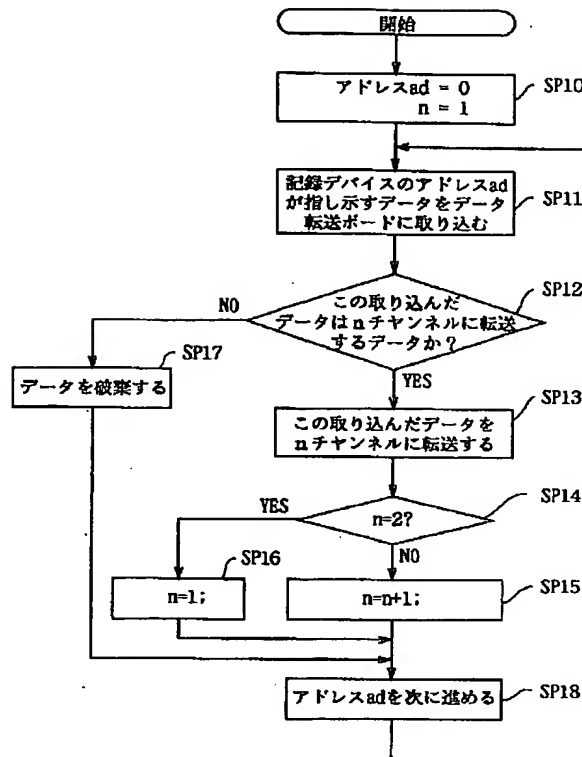 開始
アドレスad = 0
n = 1
SP10
記録デバイスのアドレスad
が指し示すデータをデータ
転送ボードに取り込む
SP11
この取り込んだ
データはnチヤンネルに転送
するデータか?
SP12
NO
YES
データを破棄する
SP17
この取り込んだデータを
nチヤンネルに転送する
SP13
n=2?
SP14
YES
NO
n=1;
SP16
n=n+1;
SP15
アドレスadを次に進める
SP18